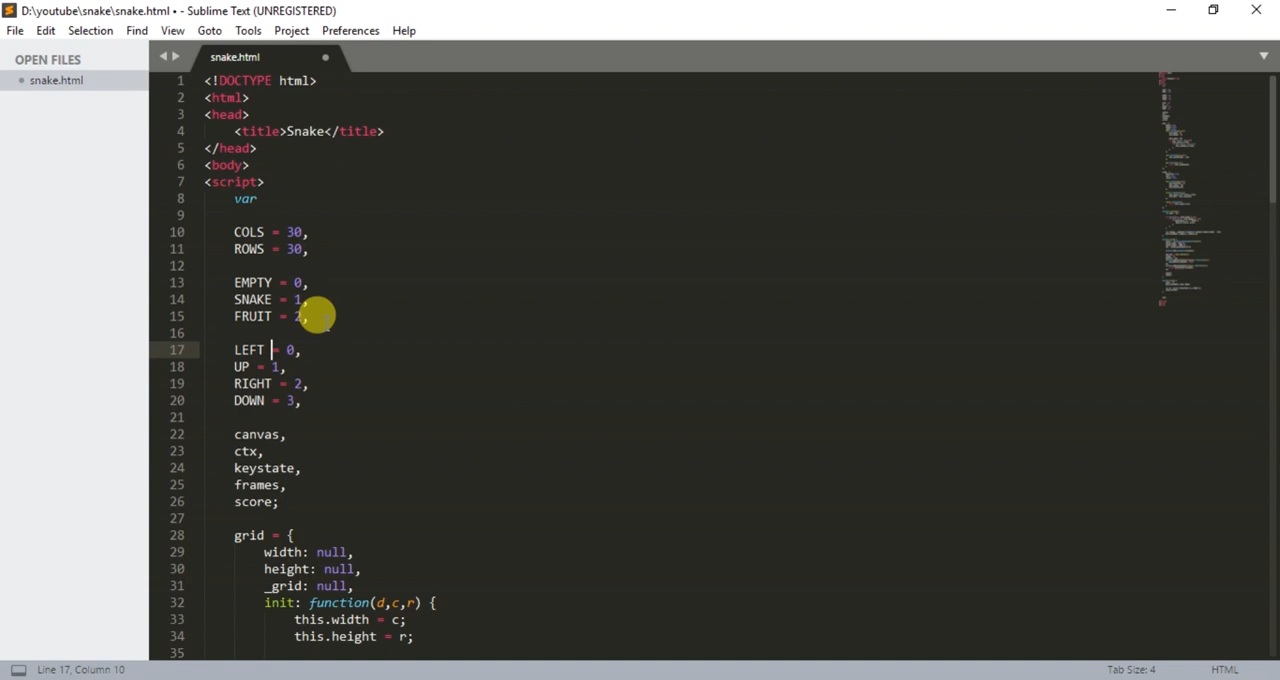 D:\youtube\snake\snake.html • - Sublime Text (UNREGISTERED)
File Edit Selection Find View Goto Tools Project Preferences Help
OPEN FILES
snake.html
snake.html
1 <!DOCTYPE html>
2 <html>
3 <head>
4 <title>Snake</title>
5 </head>
6 <body>
7 <script>
8 var
9
10 COLS = 30,
11 ROWS = 30,
12
13 EMPTY = 0,
14 SNAKE = 1,
15 FRUIT = 2,
16
17 LEFT = 0,
18 UP = 1,
19 RIGHT = 2,
20 DOWN = 3,
21
22 canvas,
23 ctx,
24 keystate,
25 frames,
26 score;
27
28 grid = {
29 width: null,
30 height: null,
31 _grid: null,
32 init: function(d,c,r) {
33 this.width = c;
34 this.height = r;
35
Line 17, Column 10
Tab Size: 4
HTML